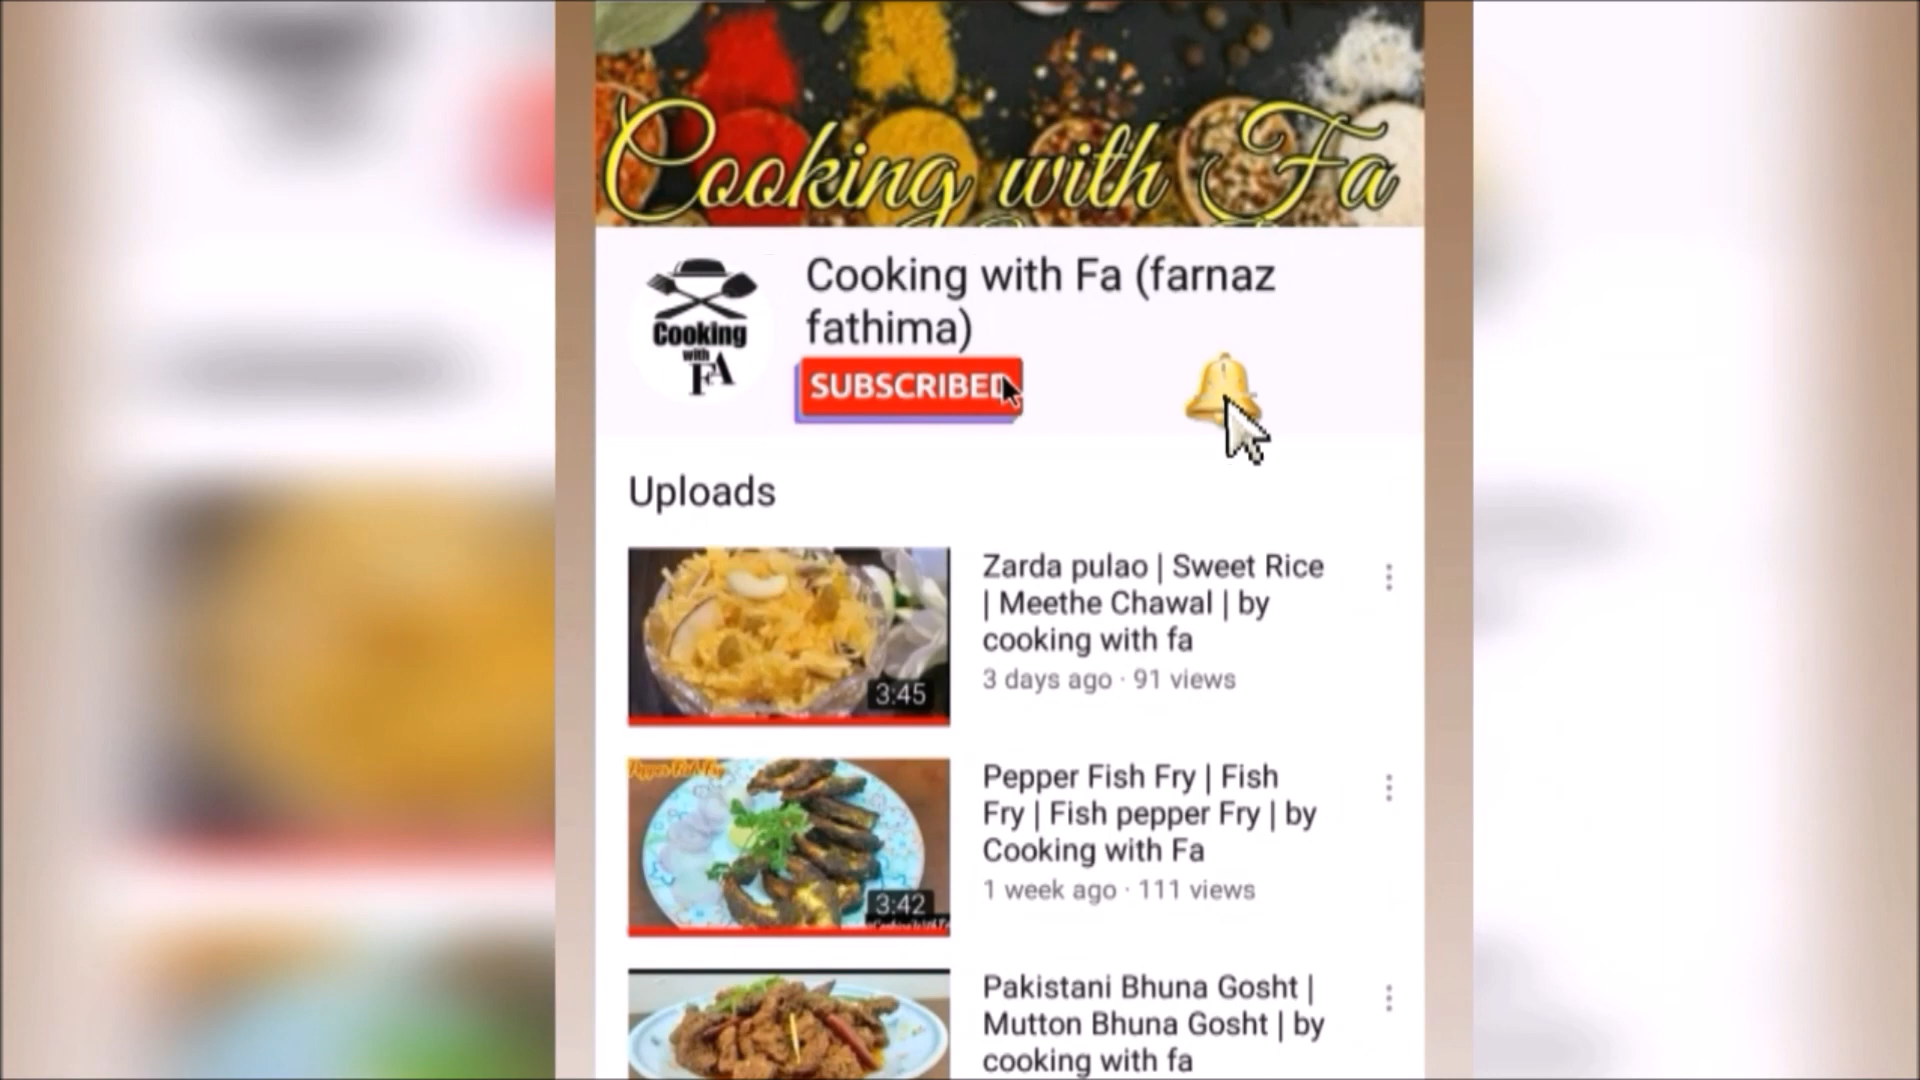 Cooking with Fa
Cooking with Fa (farnaz
fathima)
Cooking
with
FA
SUBSCRIBED
Uploads
Zarda pulao | Sweet Rice
| Meethe Chawal | by
cooking with fa
3 days ago · 91 views
3:45
Pepper Fish Fry
Pepper Fish Fry | Fish
Fry | Fish pepper Fry | by
Cooking with Fa
1 week ago · 111 views
3:42
Pakistani Bhuna Gosht |
Mutton Bhuna Gosht | by
cooking with fa